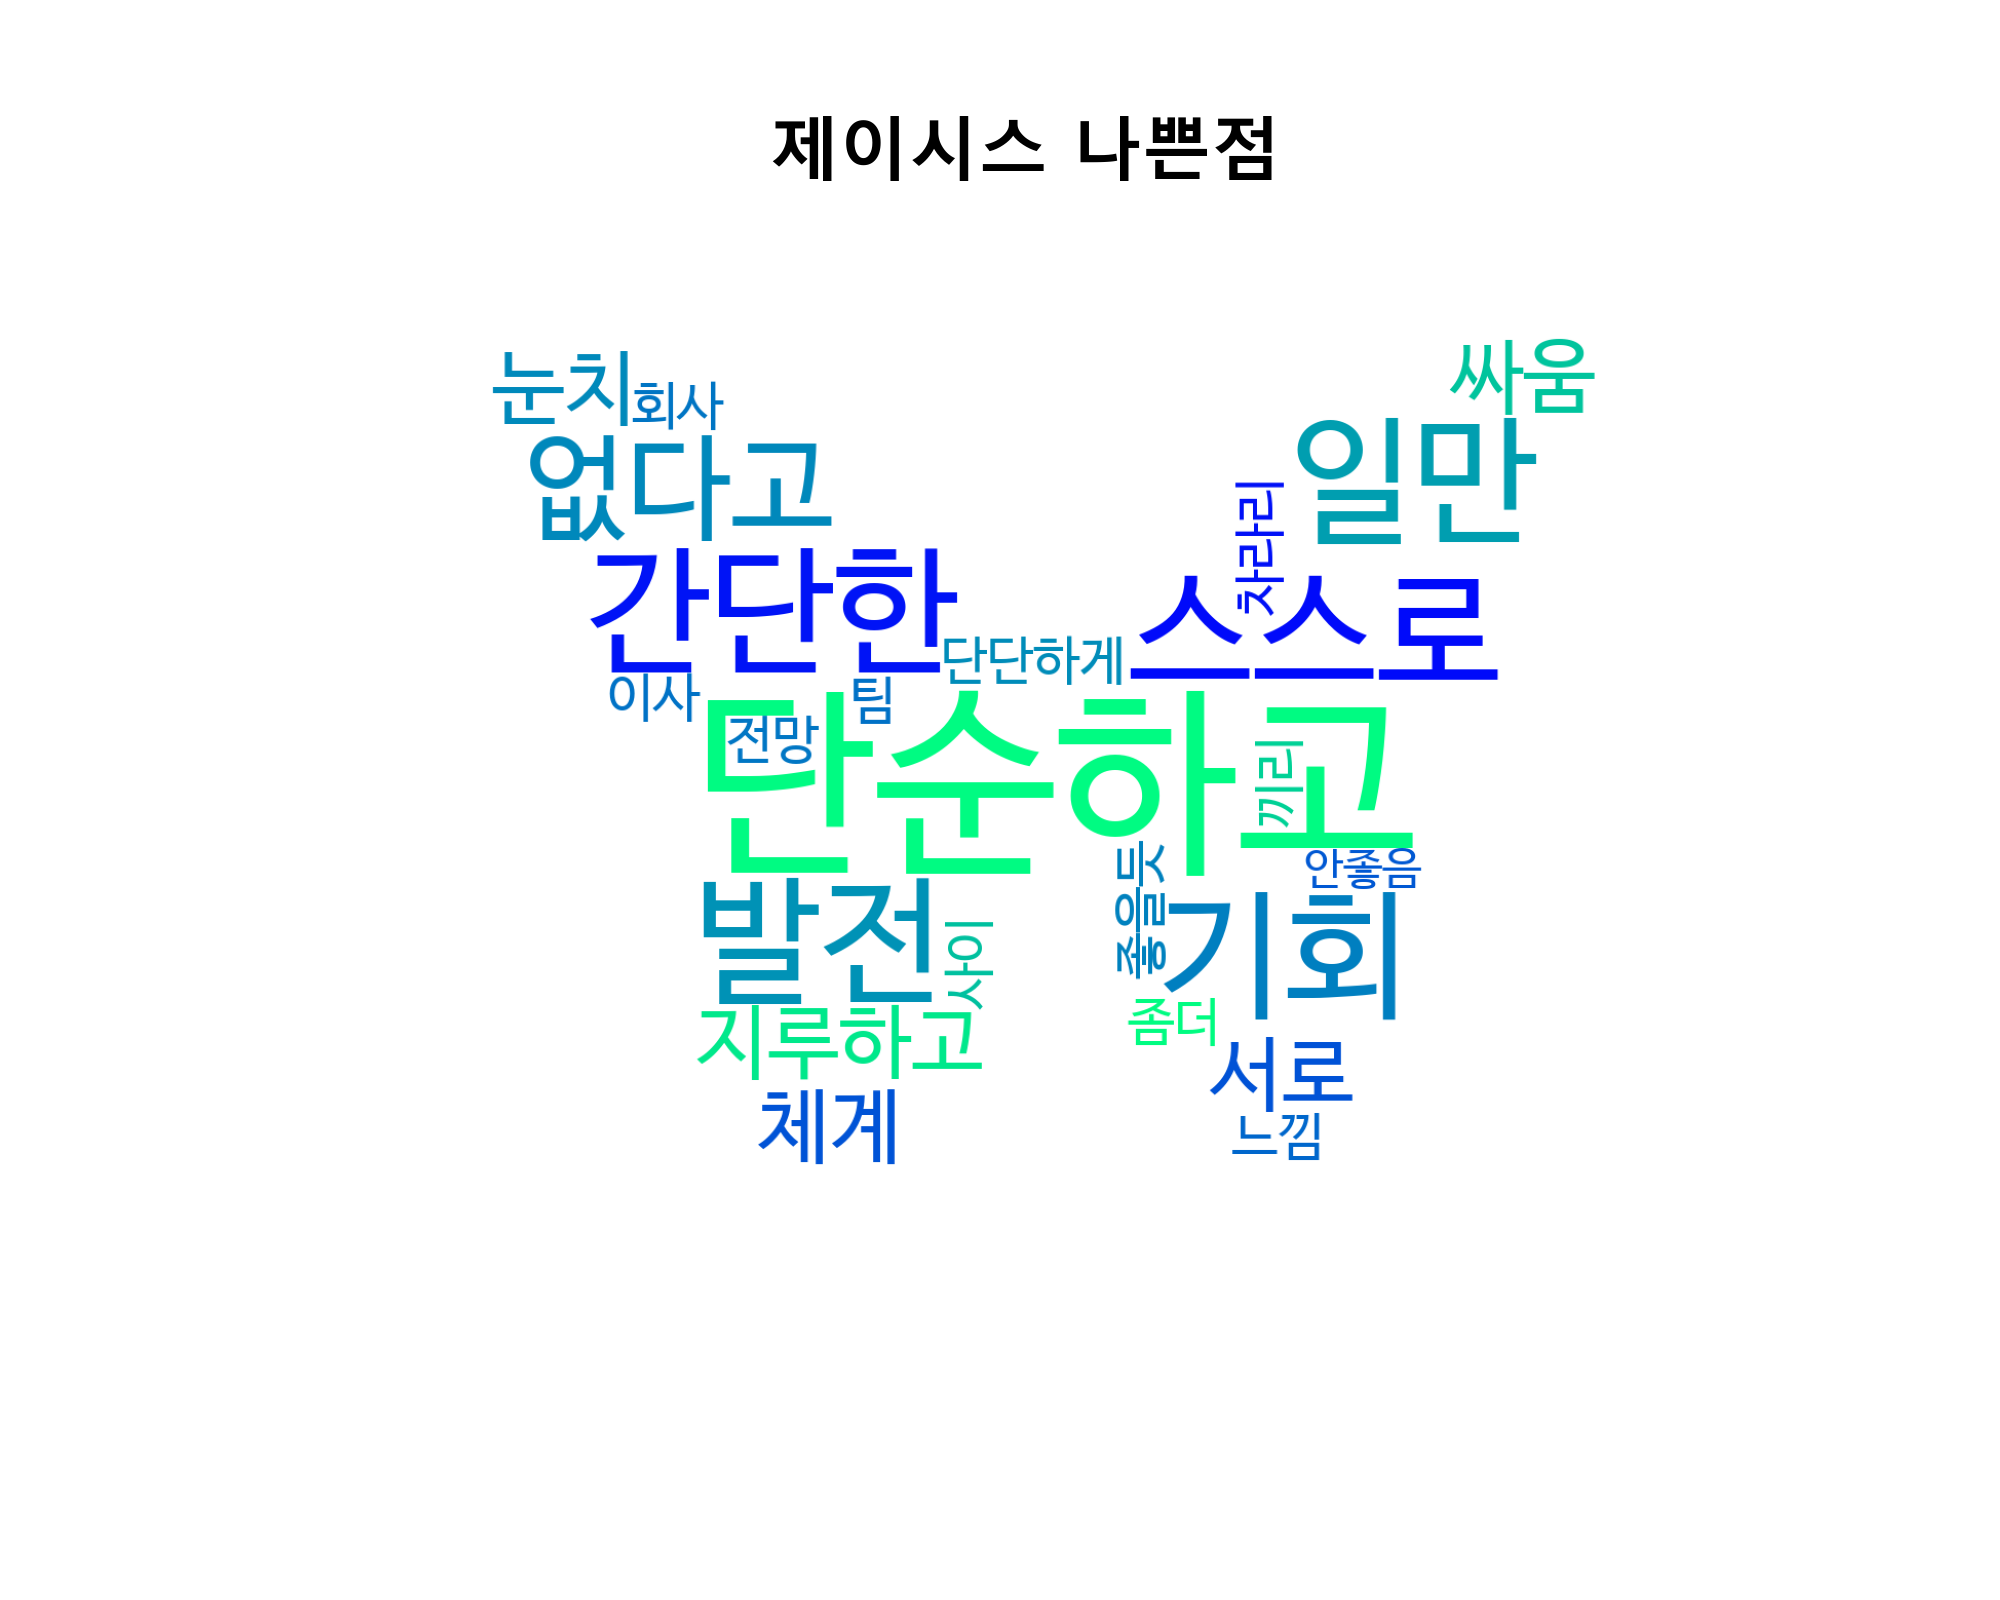 제이시스 나쁜점
싸움
눈치
회사
일만
없다고
차라리
간단한
스스로
단단하게
이사
팀
전망
단순하고
끼리
좋을듯
안좋음
발전
사이
기회
지루하고
좀더
서로
체계
느낌